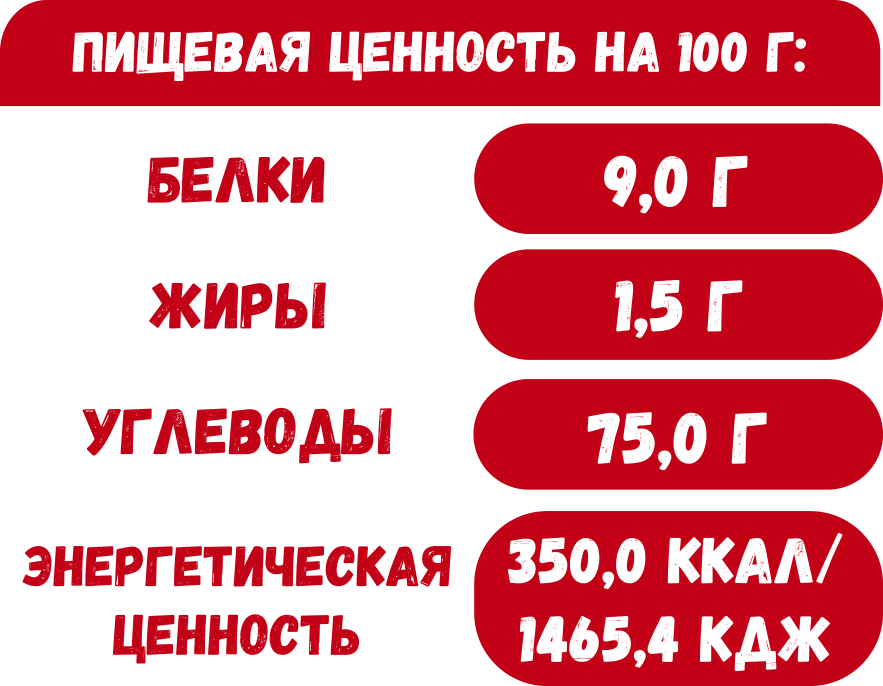 ПИЩЕВАЯ ЦЕННОСТЬ НА 100 Г:
БЕЛКИ 9,0 Г
ЖИРЫ 1,5 Г
УГЛЕВОДЫ 75,0 Г
ЭНЕРГЕТИЧЕСКАЯ
ЦЕННОСТЬ
350,0 ККАЛ/
1465,4 КДЖ